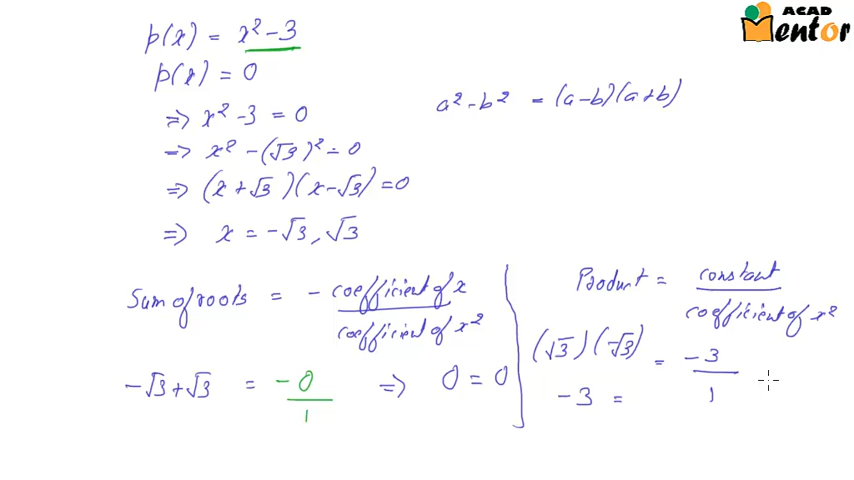 ACAD
Mentor
p(x) = x² - 3
p(x) = 0
⇒ x² - 3 = 0
a² - b² = (a-b)(a+b)
⇒ x² - (√3)² = 0
⇒ (x + √3)(x - √3) = 0
⇒ x = -√3, √3
Sum of roots = - coefficient of x / coefficient of x²
-√3 + √3 = -0/1 ⇒ 0 = 0
Product = constant / coefficient of x²
(√3)(-√3) = -3/1
-3 =